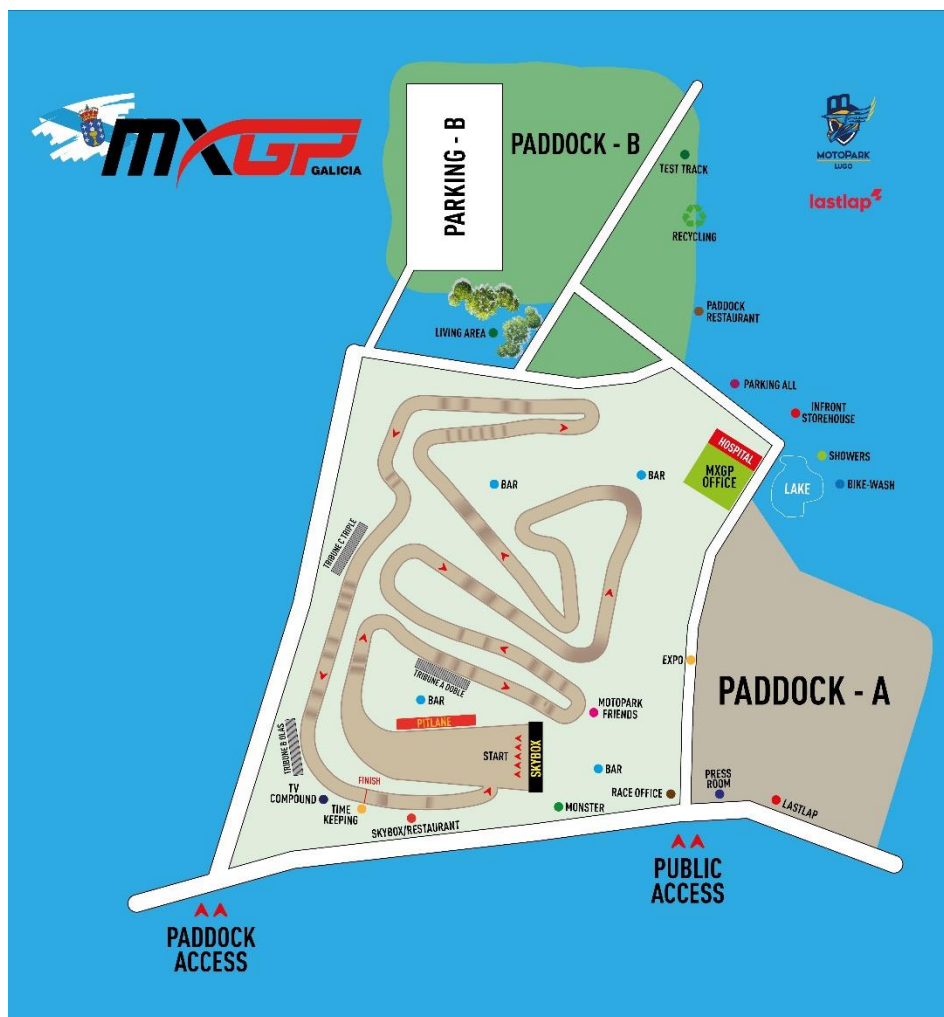 MXGP
GALICIA
MOTOPARK
LUGO
lastlap
PARKING - B
PADDOCK - B
TEST TRACK
RECYCLING
PADDOCK
RESTAURANT
LIVING AREA
PARKING ALL
INFRONT
STOREHOUSE
HOSPITAL
MXGP
OFFICE
SHOWERS
LAKE
BIKE-WASH
BAR
BAR
TRIBUNE C TRIPLE
EXPO
PADDOCK - A
TRIBUNE A DOBLE
BAR
MOTOPARK
FRIENDS
PITLANE
TRIBUNE B OLAS
START
SKYBOX
BAR
FINISH
TV
COMPOUND
TIME
KEEPING
SKYBOX/RESTAURANT
MONSTER
RACE OFFICE
PRESS
ROOM
LASTLAP
PUBLIC
ACCESS
PADDOCK
ACCESS